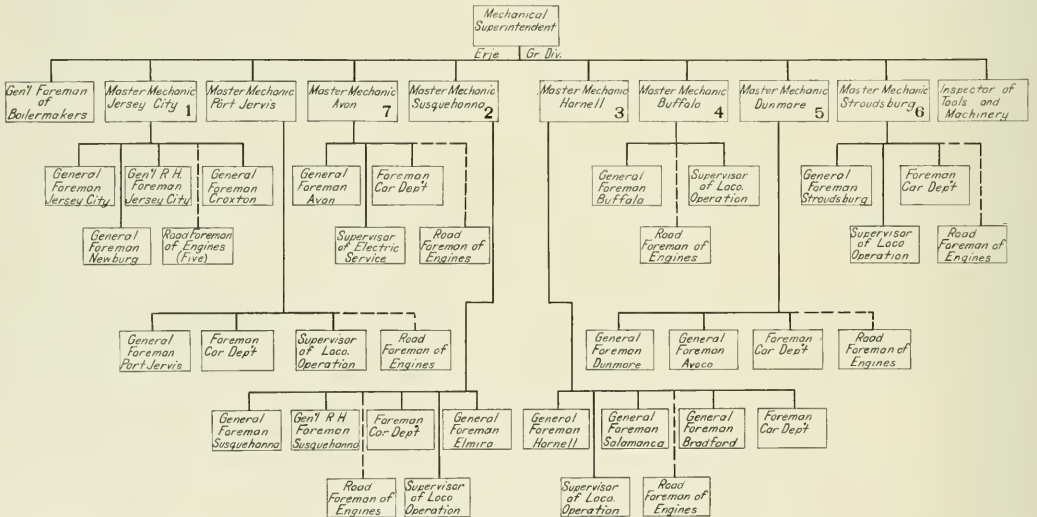 Mechanical
Superintendent
Erie Gr. Div.
Gen'l Foreman
of
Boilermakers
Master Mechanic
Jersey City 1
Master Mechanic
Port Jervis
Master Mechanic
Avon
7
Master Mechanic
Susquehanna 2
Master Mechanic
Hornell
3
Master Mechanic
Buffalo
4
Master Mechanic
Dunmore
5
Master Mechanic
Stroudsburg 6
Inspector of
Tools and
Machinery
General
Foreman
Jersey City
Gen'l R H.
Foreman
Jersey City
General
Foreman
Croxton
General
Foreman
Avon
Foreman
Car Dep't
General
Foreman
Buffalo
Supervisor
of Loco.
Operation
General
Foreman
Stroudsburg
Foreman
Car Dep't
General
Foreman
Newburg
Road Foreman
of Engines
(Five)
Supervisor
of Electric
Service
Road
Foreman of
Engines
Road
Foreman of
Engines
Supervisor
of Loco
Operation
Road
Foreman of
Engines
General
Foreman
Port Jervis
Foreman
Car Dep't
Supervisor
of Loco.
Operation
Road
Foreman of
Engines
General
Foreman
Dunmore
General
Foreman
Avoca
Foreman
Car Dep't
Road
Foreman of
Engines
General
Foreman
Susquehanna
Gen'l R H
Foreman
Susquehanna
Foreman
Car Dep't
General
Foreman
Elmira
General
Foreman
Hornell
General
Foreman
Salamanca
General
Foreman
Bradford
Foreman
Car Dep't
Road
Foreman of
Engines
Supervisor
of Loco
Operation
Supervisor
of Loco.
Operation
Road
Foreman of
Engines